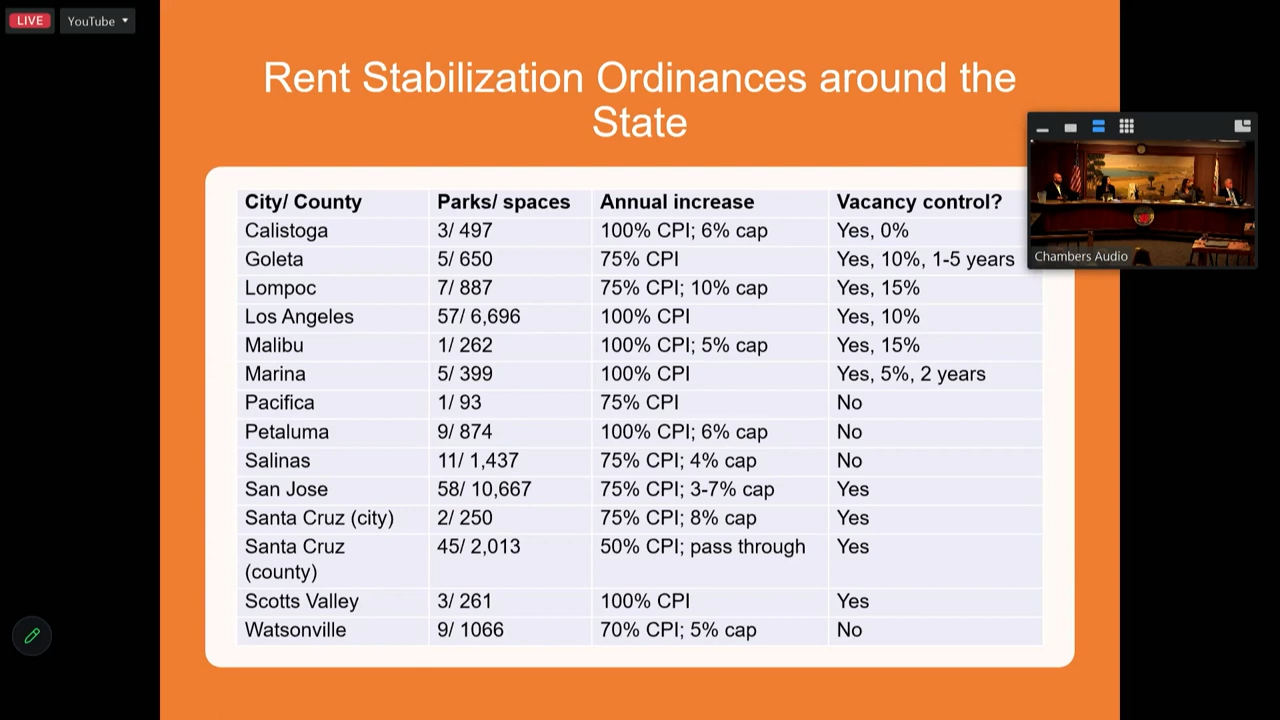 LIVE
YouTube
Rent Stabilization Ordinances around the
State
City/ County Parks/ spaces Annual increase Vacancy control?
Calistoga 3/ 497 100% CPI; 6% cap Yes, 0%
Goleta 5/ 650 75% CPI Yes, 10%, 1-5 years
Lompoc 7/ 887 75% CPI; 10% cap Yes, 15%
Los Angeles 57/ 6,696 100% CPI Yes, 10%
Malibu 1/ 262 100% CPI; 5% cap Yes, 15%
Marina 5/ 399 100% CPI Yes, 5%, 2 years
Pacifica 1/ 93 75% CPI No
Petaluma 9/ 874 100% CPI; 6% cap No
Salinas 11/ 1,437 75% CPI; 4% cap No
San Jose 58/ 10,667 75% CPI; 3-7% cap Yes
Santa Cruz (city) 2/ 250 75% CPI; 8% cap Yes
Santa Cruz 45/ 2,013 50% CPI; pass through Yes
(county)
Scotts Valley 3/ 261 100% CPI Yes
Watsonville 9/ 1066 70% CPI; 5% cap No
Chambers Audio